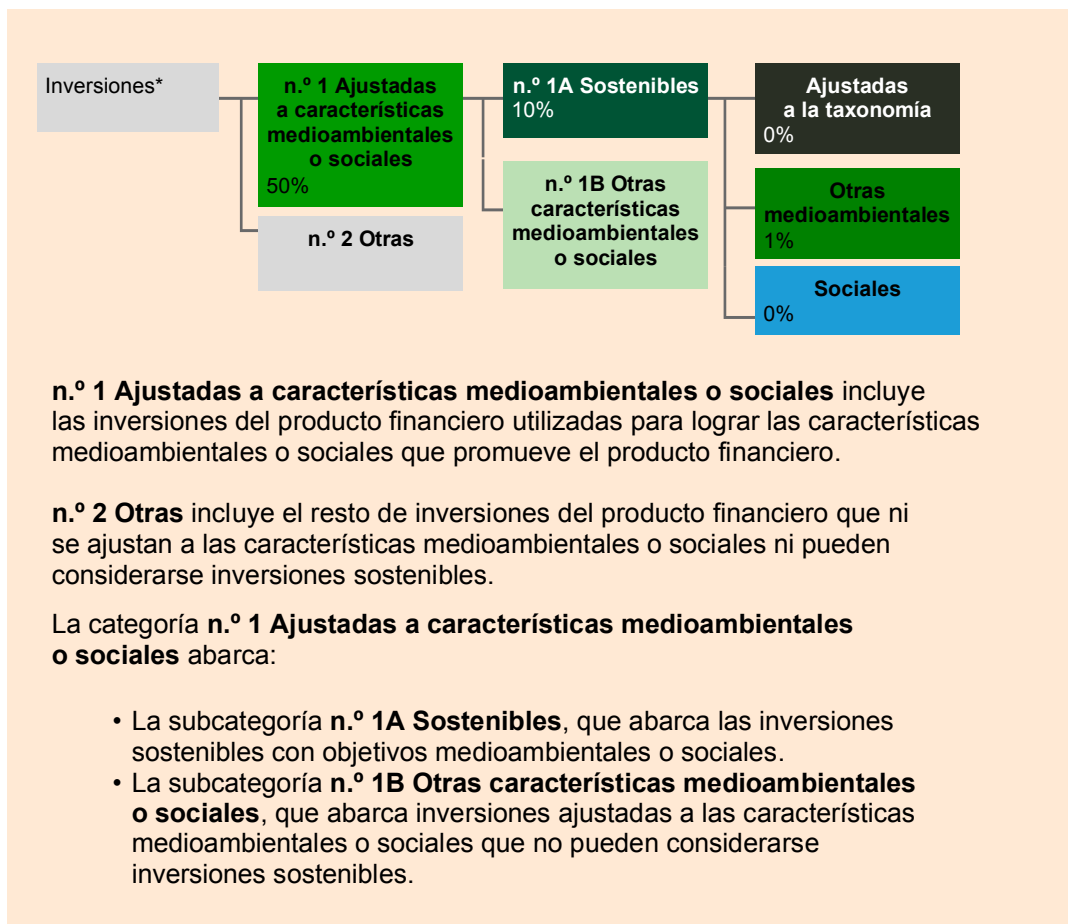 Inversiones*
n.º 1 Ajustadas
a características
medioambientales
o sociales
50%
n.º 2 Otras
n.º 1A Sostenibles
10%
n.º 1B Otras
características
medioambientales
o sociales
Ajustadas
a la taxonomía
0%
Otras
medioambientales
1%
Sociales
0%
n.º 1 Ajustadas a características medioambientales o sociales incluye
las inversiones del producto financiero utilizadas para lograr las características
medioambientales o sociales que promueve el producto financiero.
n.º 2 Otras incluye el resto de inversiones del producto financiero que ni
se ajustan a las características medioambientales o sociales ni pueden
considerarse inversiones sostenibles.
La categoría n.º 1 Ajustadas a características medioambientales
o sociales abarca:
• La subcategoría n.º 1A Sostenibles, que abarca las inversiones
sostenibles con objetivos medioambientales o sociales.
• La subcategoría n.º 1B Otras características medioambientales
o sociales, que abarca inversiones ajustadas a las características
medioambientales o sociales que no pueden considerarse
inversiones sostenibles.